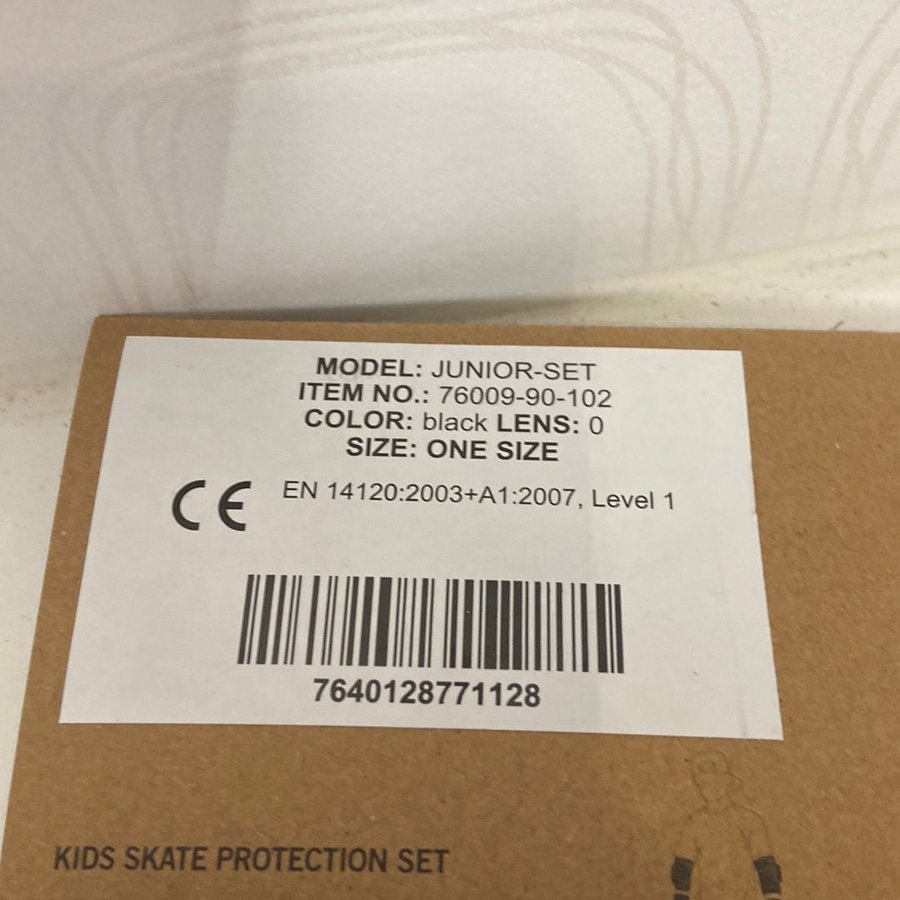 MODEL: JUNIOR-SET
ITEM NO.: 76009-90-102
COLOR: black LENS: 0
SIZE: ONE SIZE
CE EN 14120:2003+A1:2007, Level 1
7640128771128
KIDS SKATE PROTECTION SET